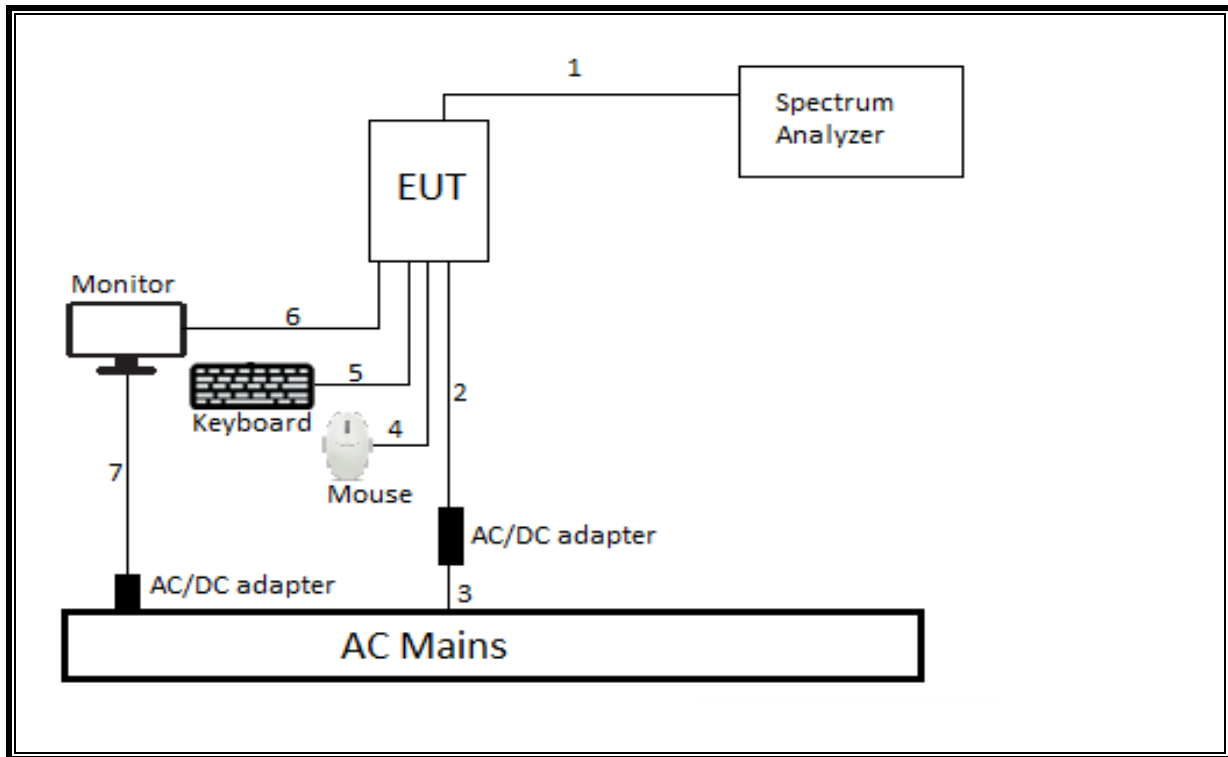 1
Spectrum
Analyzer
EUT
Monitor
6
5
2
Keyboard
4
7
Mouse
AC/DC adapter
AC/DC adapter
3
AC Mains